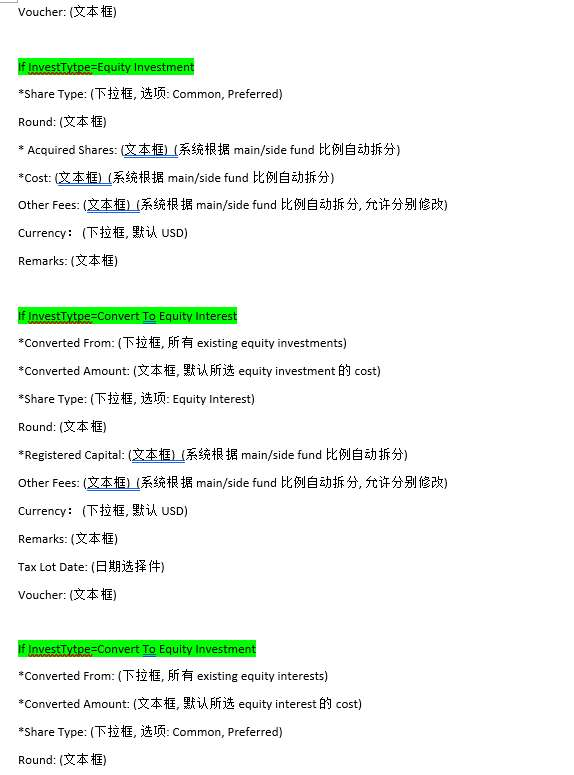 Voucher: (文本框)
If InvestTytpe=Equity Investment
*Share Type: (下拉框, 选项: Common, Preferred)
Round: (文本框)
* Acquired Shares: (文本框) (系统根据 main/side fund 比例自动拆分)
*Cost: (文本框) (系统根据 main/side fund 比例自动拆分)
Other Fees: (文本框) (系统根据 main/side fund 比例自动拆分, 允许分别修改)
Currency： (下拉框, 默认 USD)
Remarks: (文本框)
If InvestTytpe=Convert To Equity Interest
*Converted From: (下拉框, 所有 existing equity investments)
*Converted Amount: (文本框, 默认所选 equity investment 的 cost)
*Share Type: (下拉框, 选项: Equity Interest)
Round: (文本框)
*Registered Capital: (文本框) (系统根据 main/side fund 比例自动拆分)
Other Fees: (文本框) (系统根据 main/side fund 比例自动拆分, 允许分别修改)
Currency： (下拉框, 默认 USD)
Remarks: (文本框)
Tax Lot Date: (日期选择件)
Voucher: (文本框)
If InvestTytpe=Convert To Equity Investment
*Converted From: (下拉框, 所有 existing equity interests)
*Converted Amount: (文本框, 默认所选 equity interest 的 cost)
*Share Type: (下拉框, 选项: Common, Preferred)
Round: (文本框)